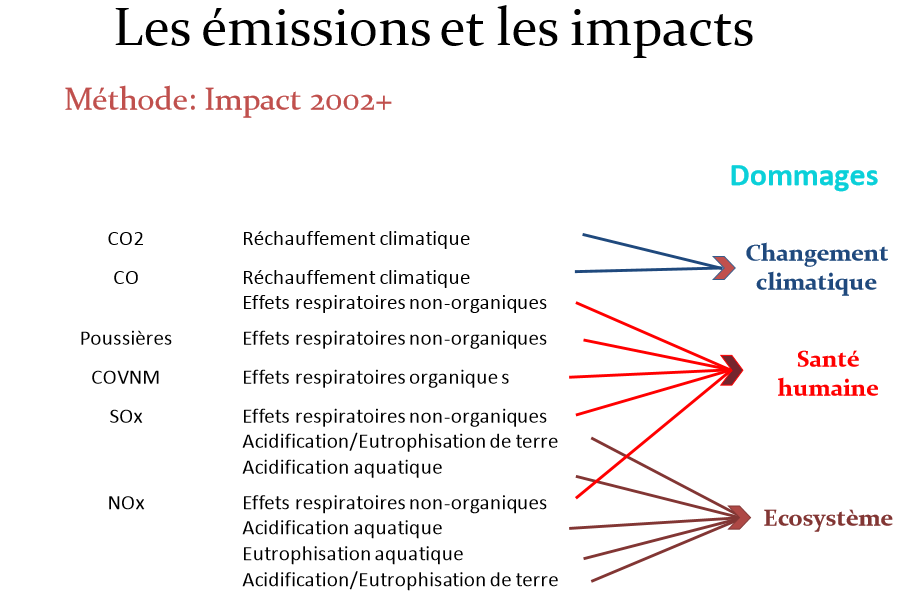 Les émissions et les impacts
Méthode: Impact 2002+
Dommages
CO2 Réchauffement climatique
CO Réchauffement climatique
Effets respiratoires non-organiques
Poussières Effets respiratoires non-organiques
COVNM Effets respiratoires organique s
SOx Effets respiratoires non-organiques
Acidification/Eutrophisation de terre
Acidification aquatique
NOx Effets respiratoires non-organiques
Acidification aquatique
Eutrophisation aquatique
Acidification/Eutrophisation de terre
Changement
climatique
Santé
humaine
Ecosystème